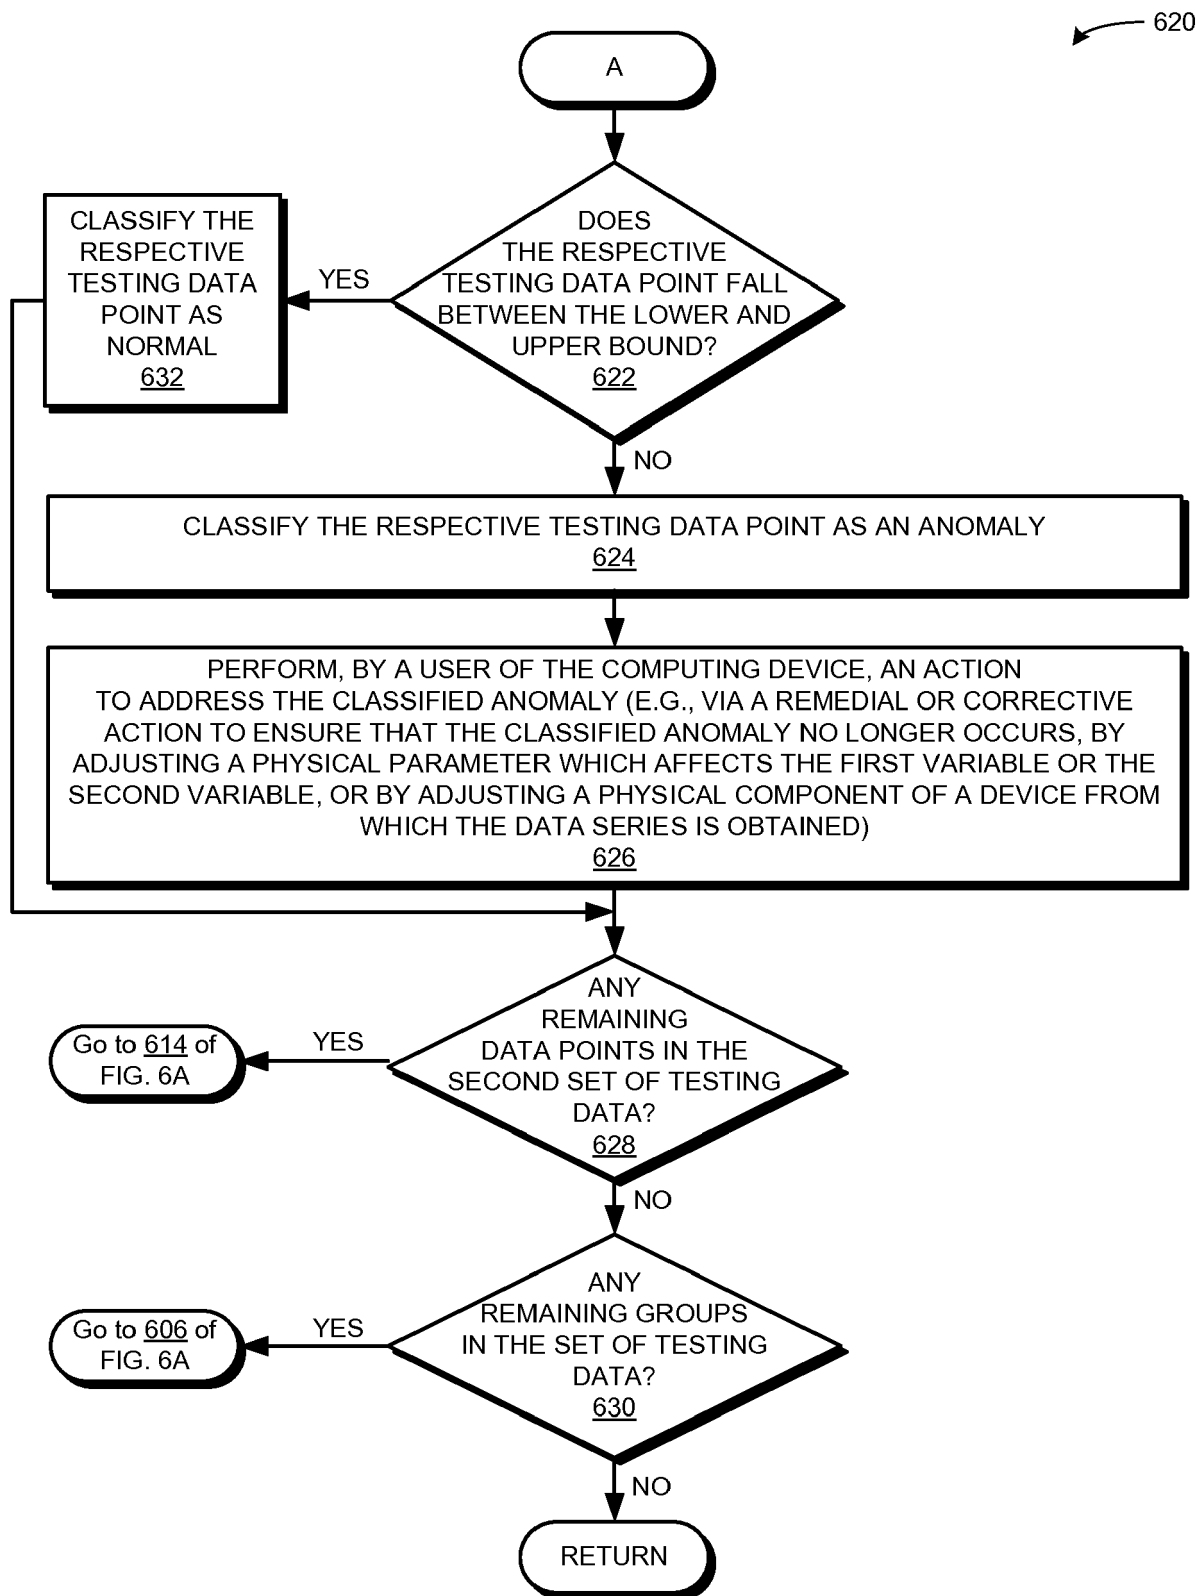 620
A
DOES
THE RESPECTIVE
TESTING DATA POINT FALL
BETWEEN THE LOWER AND
UPPER BOUND?
622
YES
CLASSIFY THE
RESPECTIVE
TESTING DATA
POINT AS
NORMAL
632
NO
CLASSIFY THE RESPECTIVE TESTING DATA POINT AS AN ANOMALY
624
PERFORM, BY A USER OF THE COMPUTING DEVICE, AN ACTION
TO ADDRESS THE CLASSIFIED ANOMALY (E.G., VIA A REMEDIAL OR CORRECTIVE
ACTION TO ENSURE THAT THE CLASSIFIED ANOMALY NO LONGER OCCURS, BY
ADJUSTING A PHYSICAL PARAMETER WHICH AFFECTS THE FIRST VARIABLE OR THE
SECOND VARIABLE, OR BY ADJUSTING A PHYSICAL COMPONENT OF A DEVICE FROM
WHICH THE DATA SERIES IS OBTAINED)
626
ANY
REMAINING
DATA POINTS IN THE
SECOND SET OF TESTING
DATA?
628
YES
Go to 614 of
FIG. 6A
NO
ANY
REMAINING GROUPS
IN THE SET OF TESTING
DATA?
630
YES
Go to 606 of
FIG. 6A
NO
RETURN